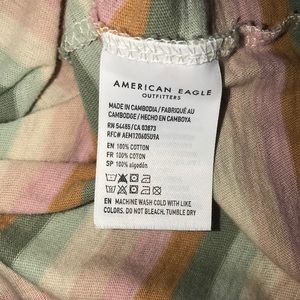 AMERICAN EAGLE
OUTFITTERS
MADE IN CAMBODIA / FABRIQUÉ AU
CAMBODGE / HECHO EN CAMBOYA
RN 54485/CA 03873
RFC# AEM12060509A
EN 100% COTTON
FR 100% COTON
SP 100% algodón
EN MACHINE WASH COLD WITH LIKE
COLORS. DO NOT BLEACH. TUMBLE DRY